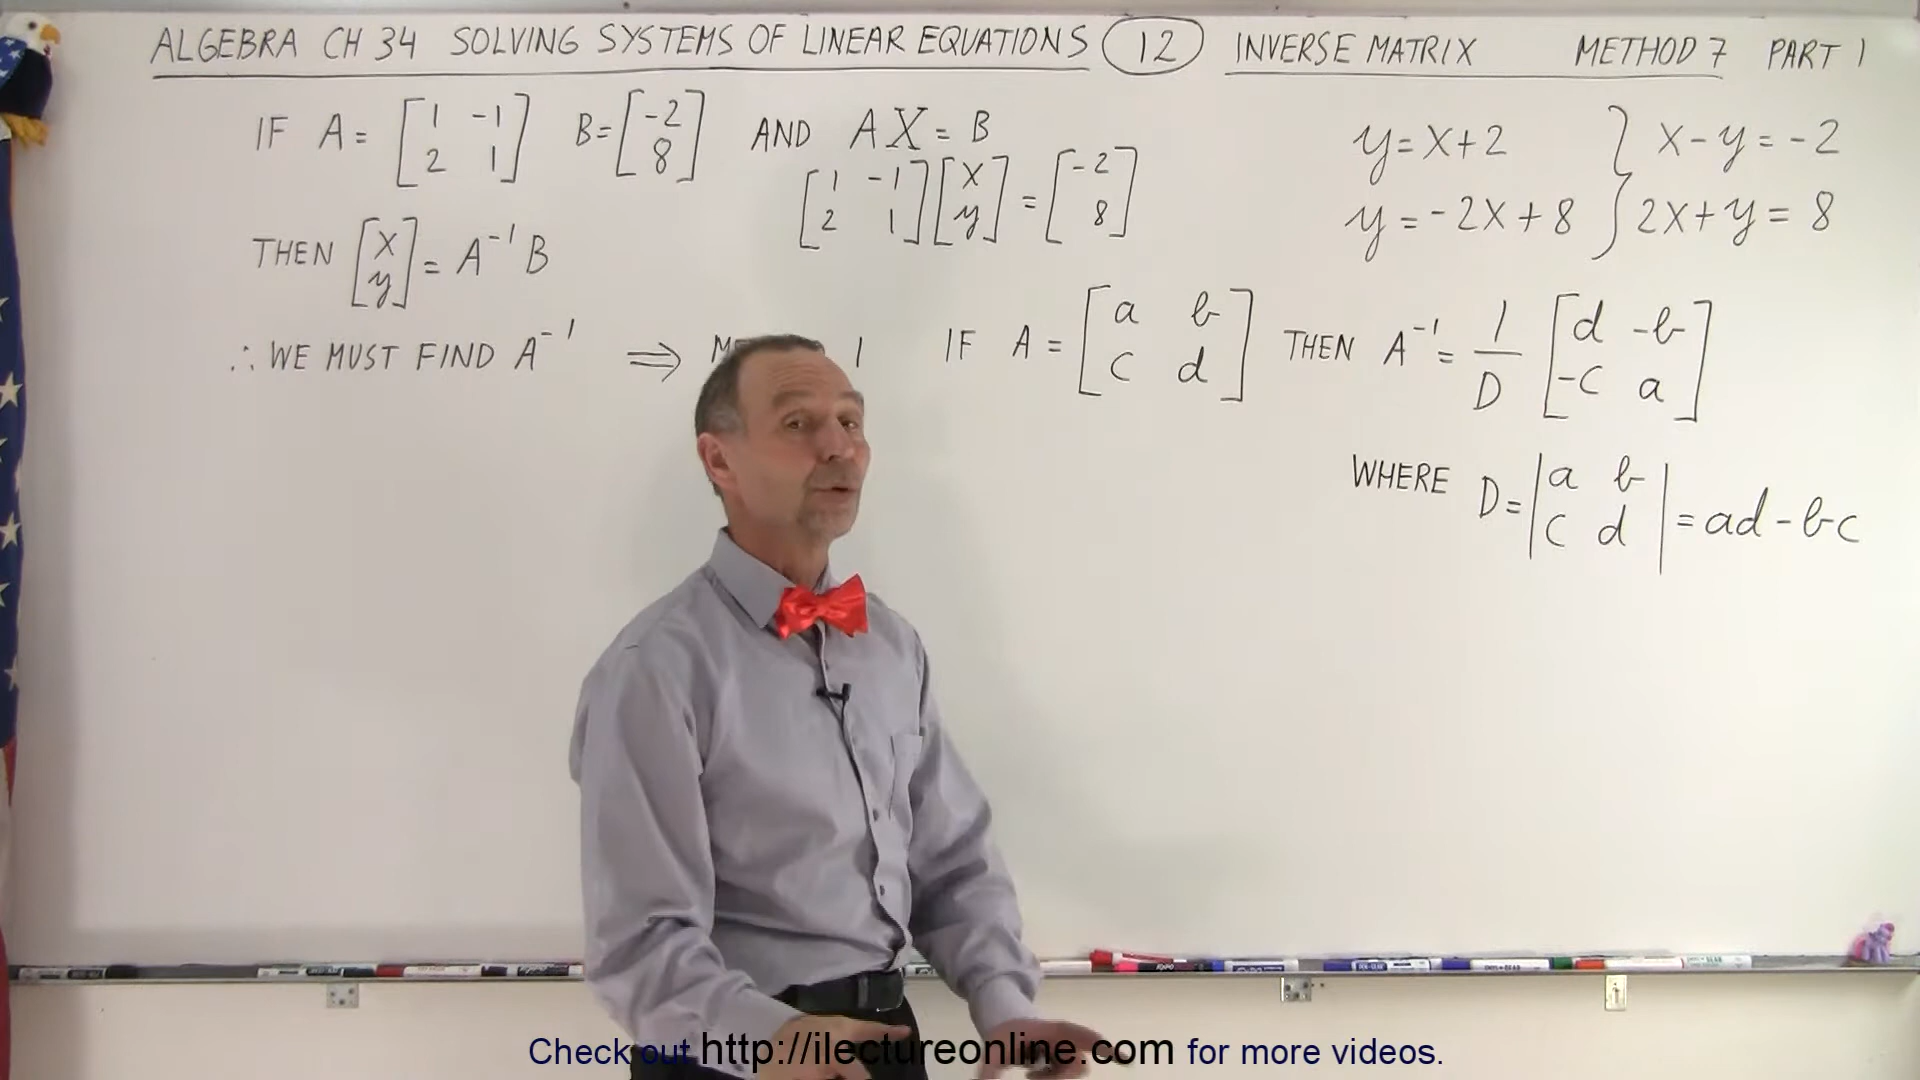 ALGEBRA CH 34 SOLVING SYSTEMS OF LINEAR EQUATIONS 12 INVERSE MATRIX METHOD 7 PART 1
IF A = [1 -1; 2 1] B = [-2; 8] AND AX = B
[1 -1; 2 1] [x; y] = [-2; 8]
y = x + 2 } x - y = -2
y = -2x + 8 } 2x + y = 8
THEN [x; y] = A⁻¹ B
∴ WE MUST FIND A⁻¹ ⇒ 1
IF A = [a b; c d] THEN A⁻¹ = 1/D [d -b; -c a]
WHERE D = |a b; c d| = ad - bc
Check out http://ilectureonline.com for more videos.